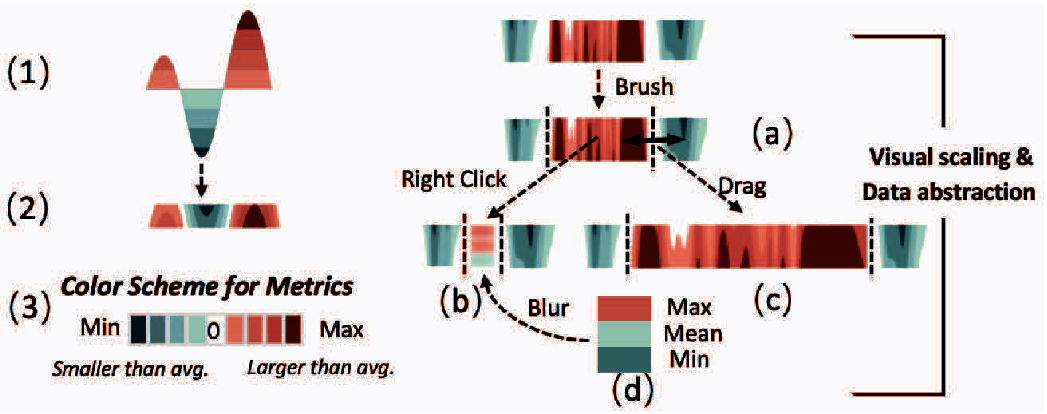 (1)
(2)
(3)
Color Scheme for Metrics
Min
0
Max
Smaller than avg.
Larger than avg.
Brush
(a)
Right Click
Drag
(b)
Blur
(c)
Max
Mean
Min
(d)
Visual scaling &
Data abstraction